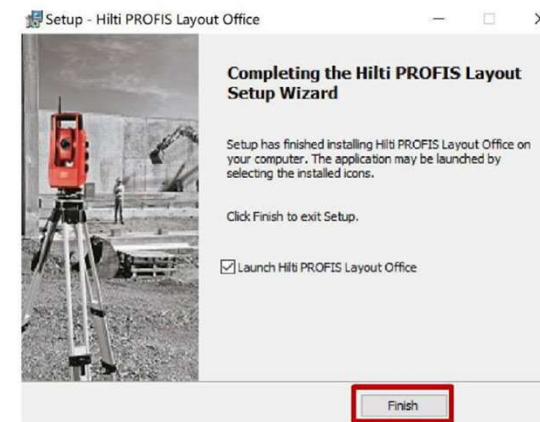 Setup - Hilti PROFIS Layout Office
Completing the Hilti PROFIS Layout
Setup Wizard
Setup has finished installing Hilti PROFIS Layout Office on
your computer. The application may be launched by
selecting the installed icons.
Click Finish to exit Setup.
Launch Hilti PROFIS Layout Office
Finish